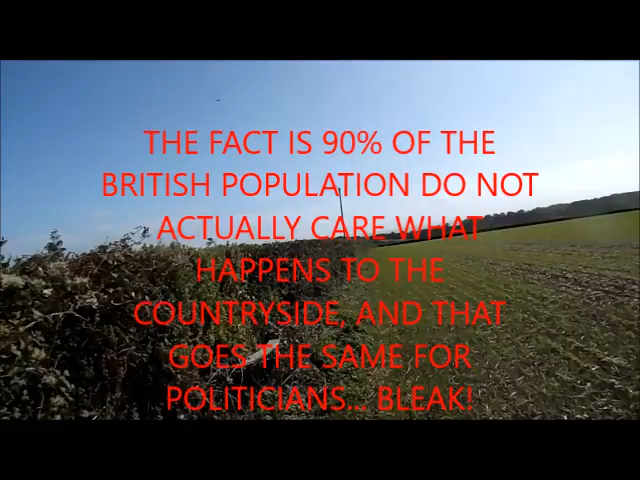 THE FACT IS 90% OF THE
BRITISH POPULATION DO NOT
ACTUALLY CARE WHAT
HAPPENS TO THE
COUNTRYSIDE, AND THAT
GOES THE SAME FOR
POLITICIANS... BLEAK!